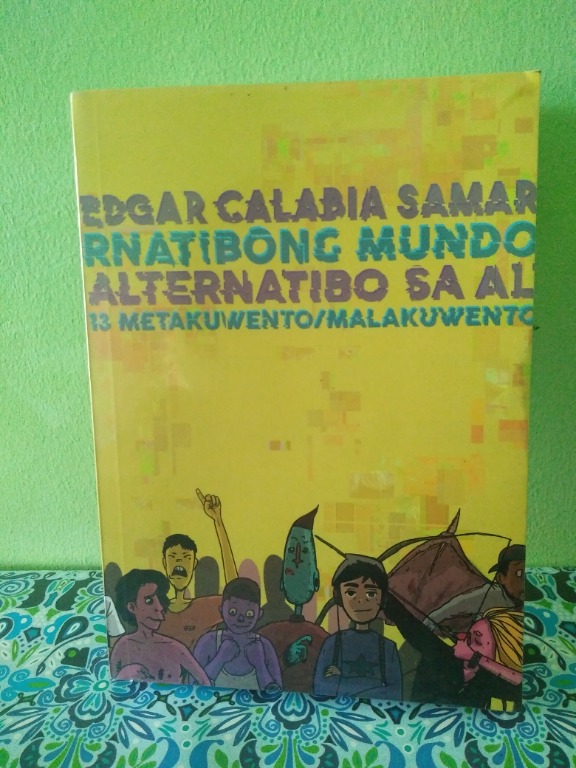 EDGAR CALABIA SAMAR
RNATIBONG MUNDO
ALTERNATIBO SA AL
13 METAKUWENTO/MALAKUWENTO